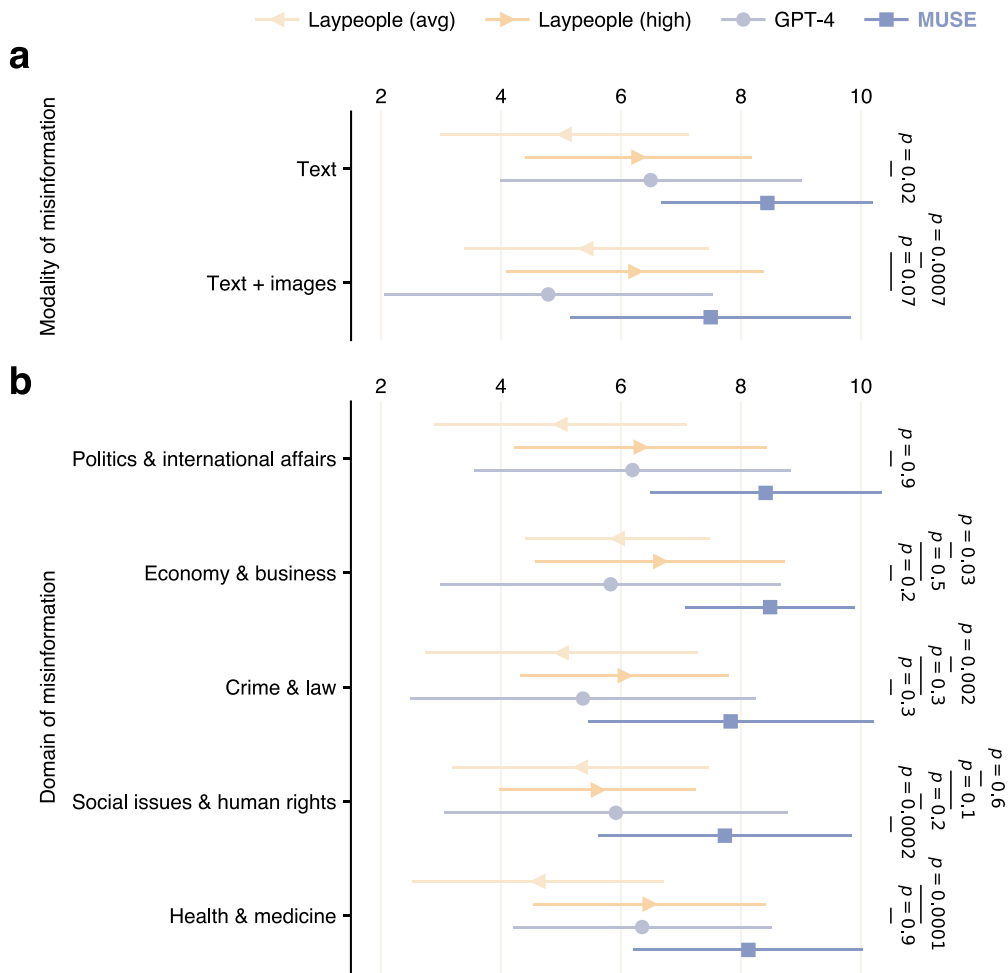 Laypeople (avg) Laypeople (high) GPT-4 MUSE
a
2 4 6 8 10
Modality of misinformation
Text
p = 0.02
Text + images
p = 0.0007
p = 0.07
b
2 4 6 8 10
Domain of misinformation
Politics & international affairs
p = 0.9
Economy & business
p = 0.03
p = 0.5
p = 0.2
Crime & law
p = 0.002
p = 0.3
p = 0.3
Social issues & human rights
p = 0.6
p = 0.1
p = 0.2
p = 0.0002
Health & medicine
p = 0.0001
p = 0.9